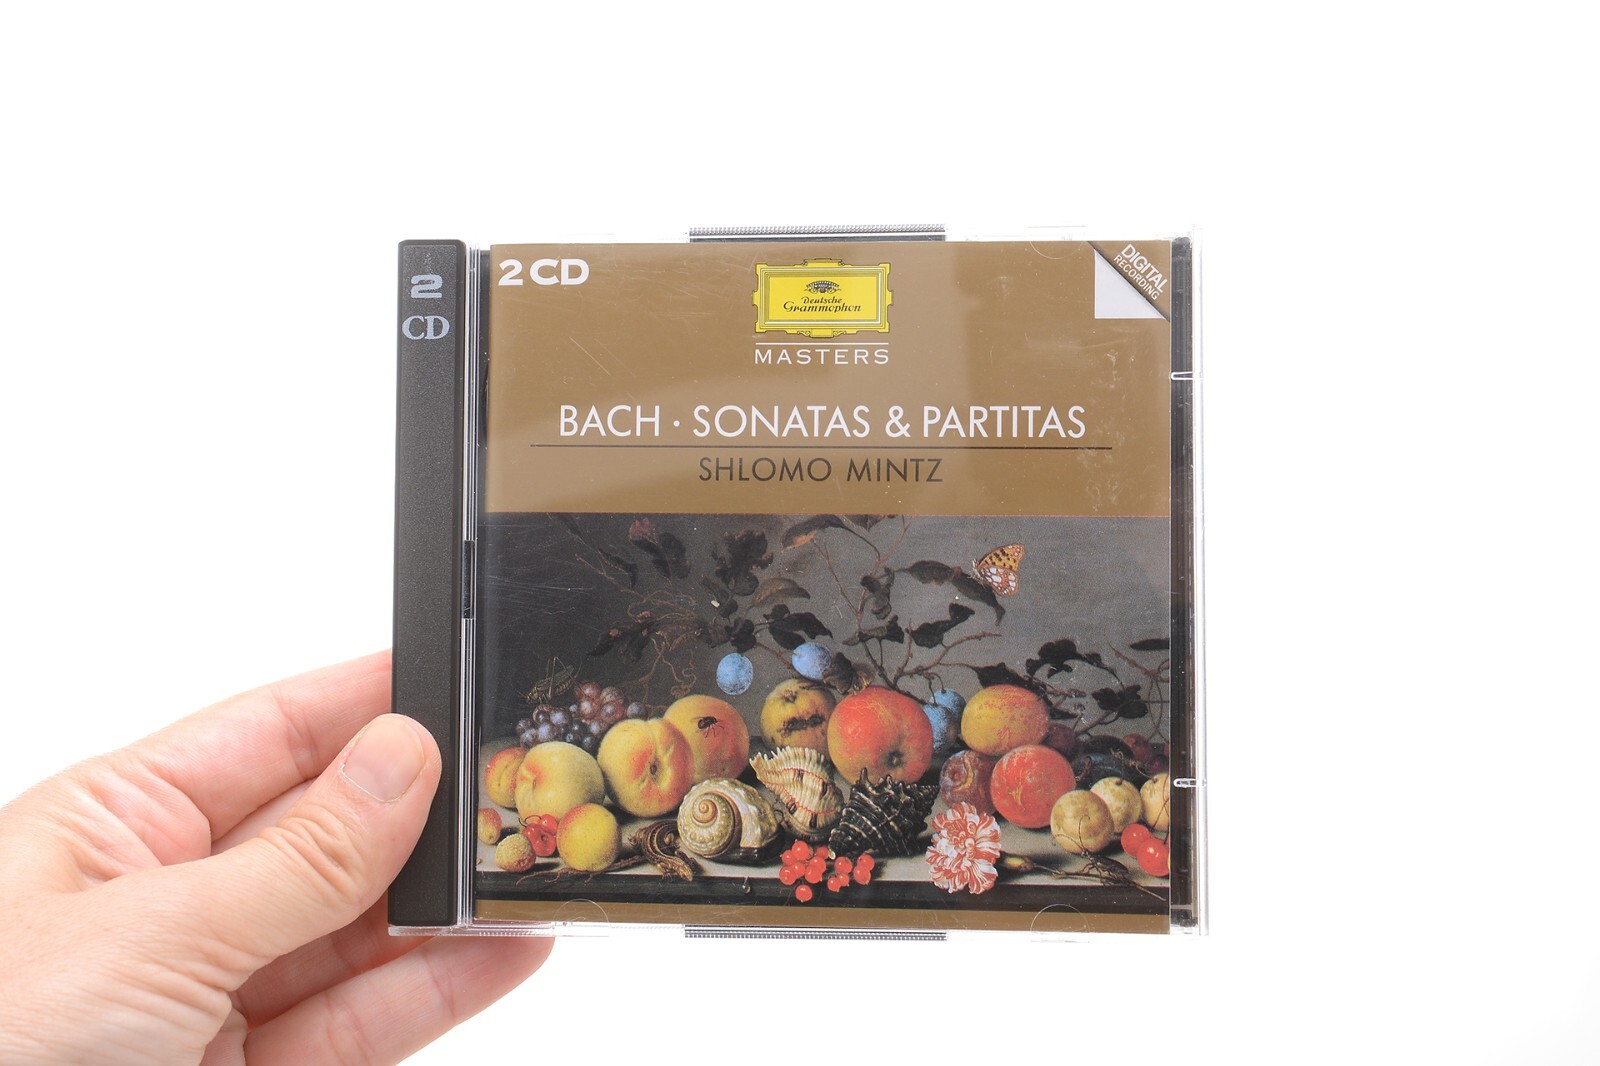 2
CD
2 CD
Deutsche
Grammophon
MASTERS
DIGITAL
RECORDING
BACH · SONATAS & PARTITAS
SHLOMO MINTZ